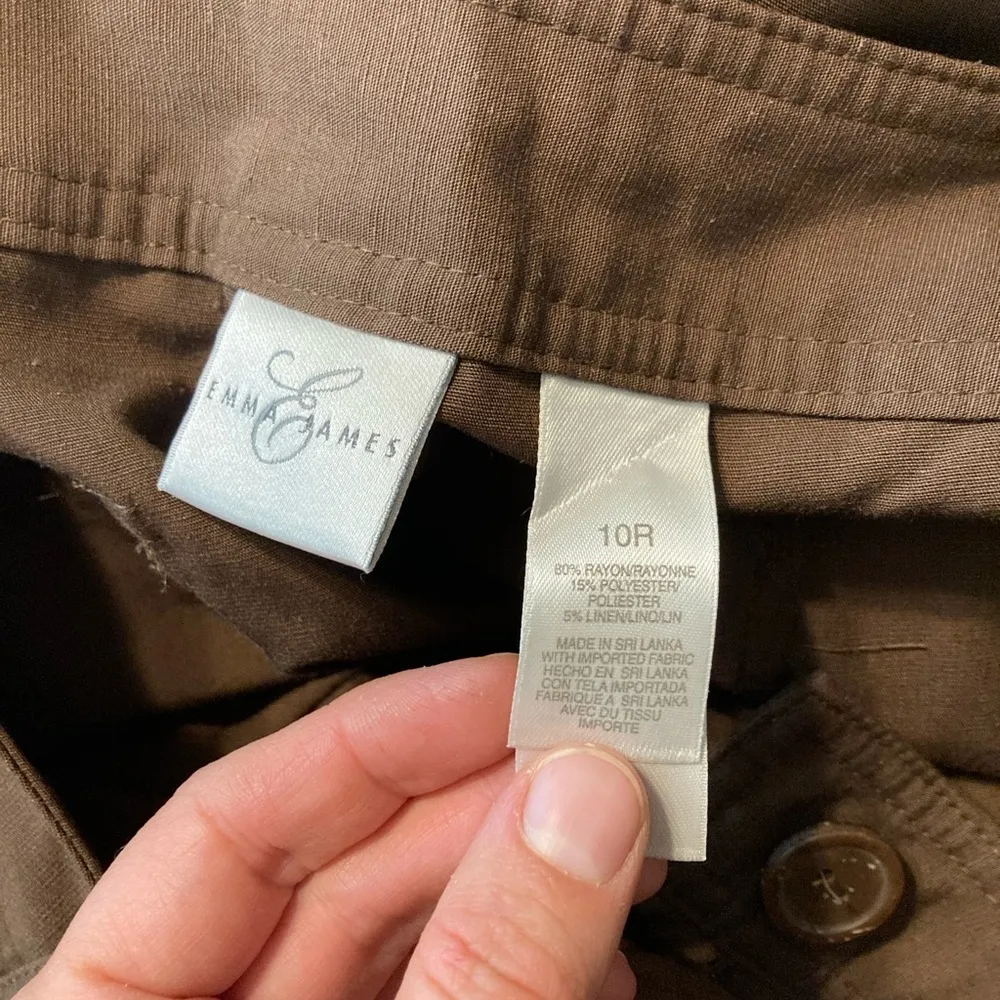 EMMA JAMES
10R
80% RAYON/RAYONNE
15% POLYESTER/
POLIESTER
5% LINEN/LINO/LIN
MADE IN SRI LANKA
WITH IMPORTED FABRIC
HECHO EN SRI LANKA
CON TELA IMPORTADA
FABRIQUE A SRI LANKA
AVEC DU TISSU
IMPORTE